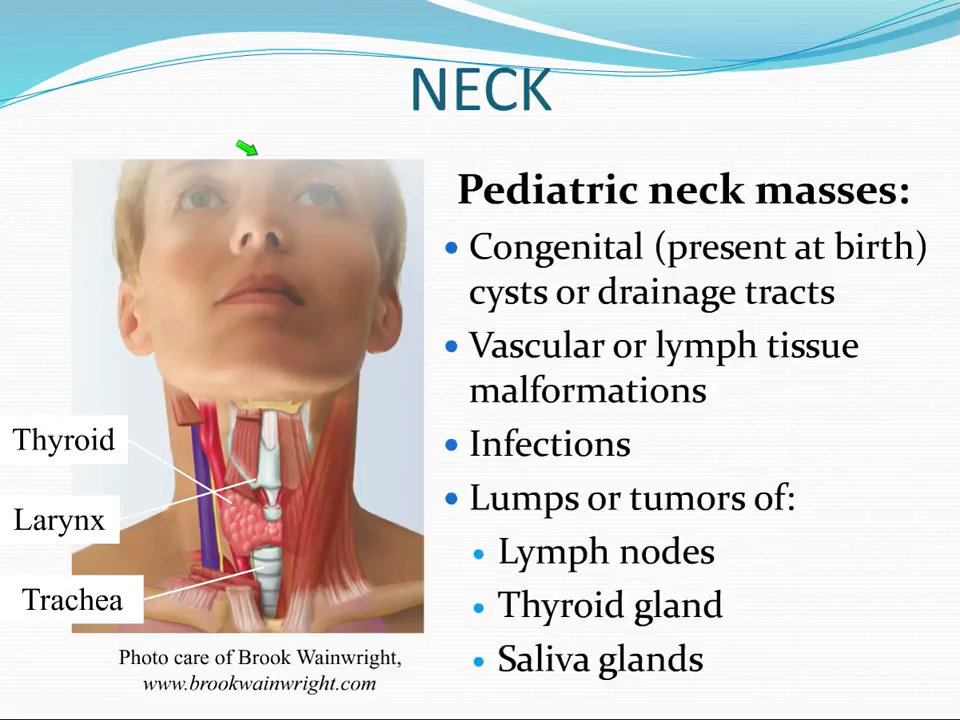 NECK
Pediatric neck masses:
Congenital (present at birth)
cysts or drainage tracts
Vascular or lymph tissue
malformations
Infections
Lumps or tumors of:
Lymph nodes
Thyroid gland
Saliva glands
Thyroid
Larynx
Trachea
Photo care of Brook Wainwright,
www.brookwainwright.com